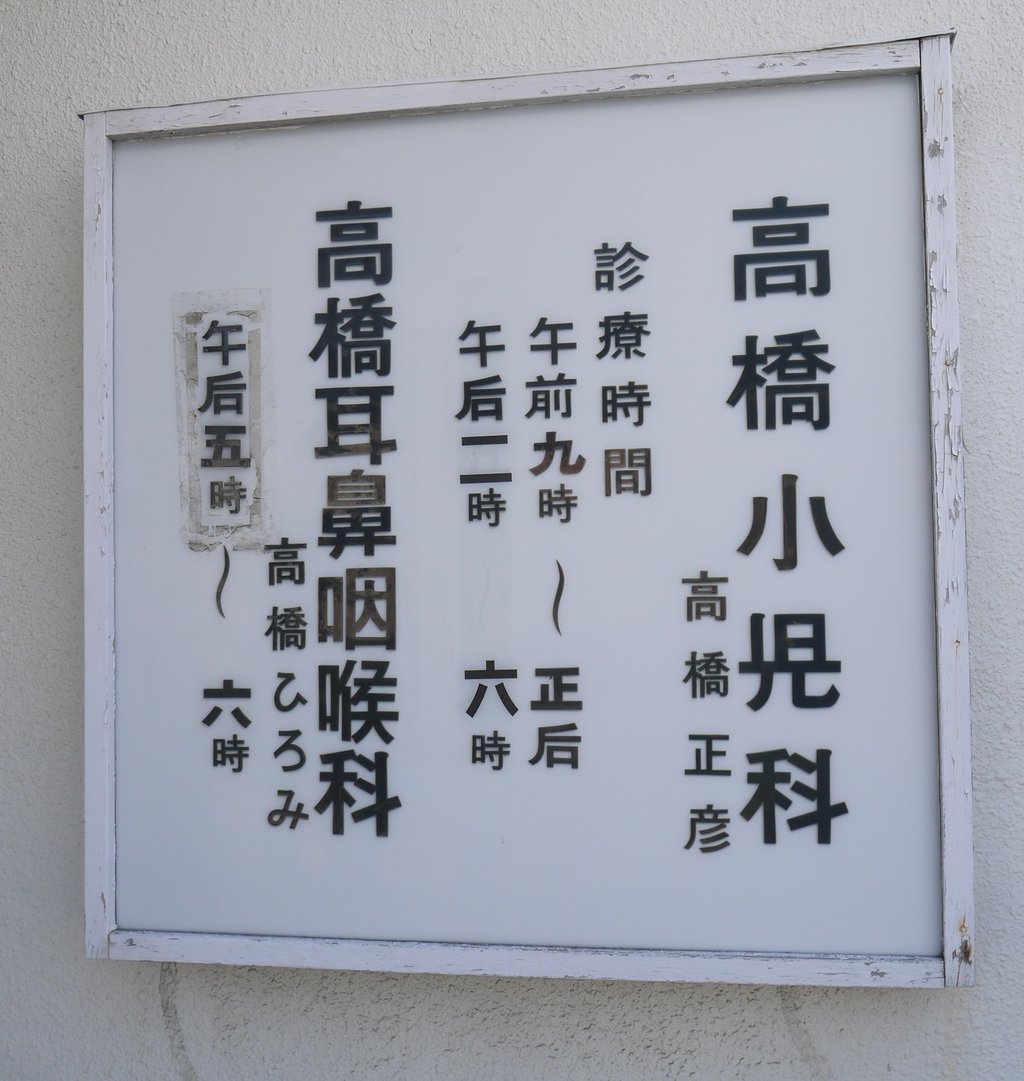 高橋小児科
高橋正彦
診療時間
午前九時〜正后
午后二時〜六時
高橋耳鼻咽喉科
高橋ひろみ
午后五時〜六時